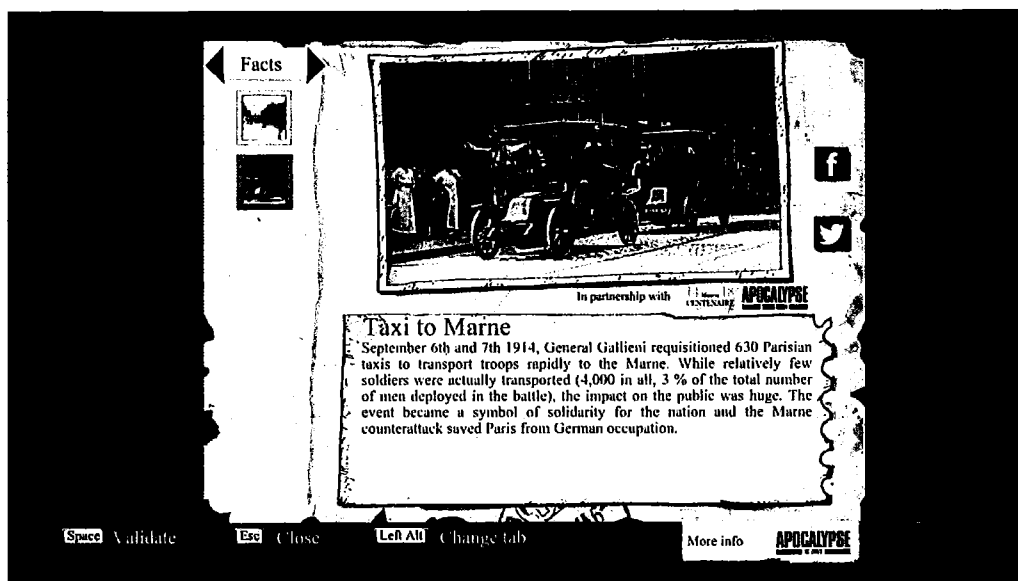 Facts
f
In partnership with
CENTENAIRE
APOCALYPSE
Taxi to Marne
September 6th and 7th 1914, General Gallieni requisitioned 630 Parisian
taxis to transport troops rapidly to the Marne. While relatively few
soldiers were actually transported (4,000 in all, 3 % of the total number
of men deployed in the battle), the impact on the public was huge. The
event became a symbol of solidarity for the nation and the Marne
counterattack saved Paris from German occupation.
Space Validate
Esc Close
Left Alt Change tab
More info
APOCALYPSE